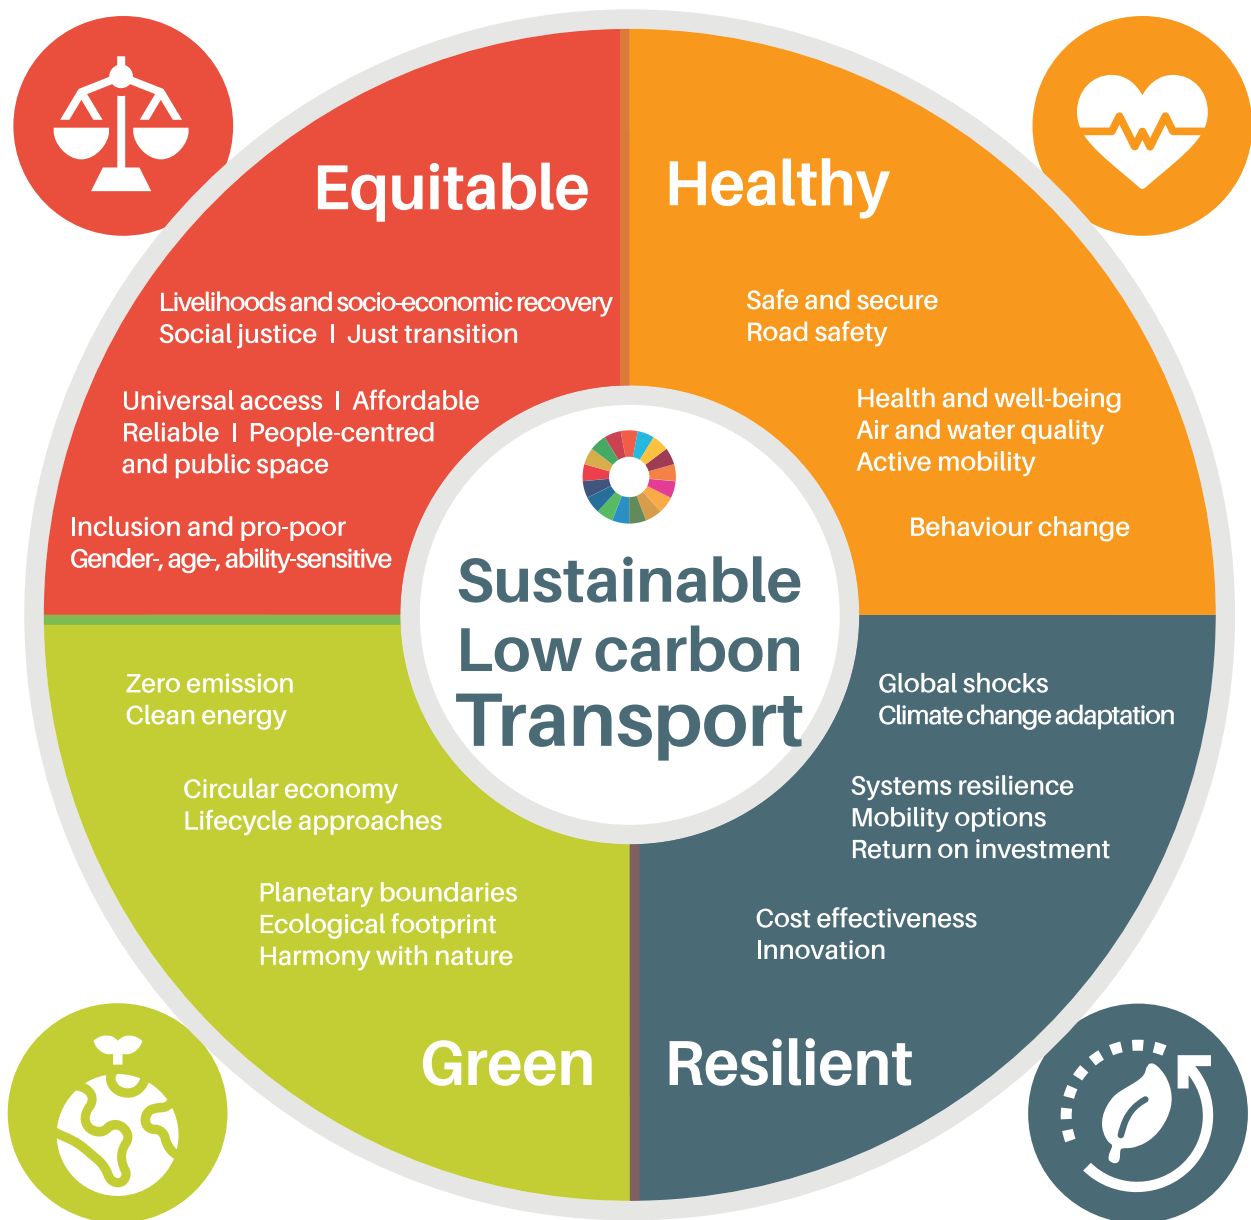 Equitable
Livelihoods and socio-economic recovery
Social justice I Just transition
Universal access I Affordable
Reliable I People-centred
and public space
Inclusion and pro-poor
Gender-, age-, ability-sensitive
Healthy
Safe and secure
Road safety
Health and well-being
Air and water quality
Active mobility
Behaviour change
Sustainable
Low carbon
Transport
Zero emission
Clean energy
Circular economy
Lifecycle approaches
Planetary boundaries
Ecological footprint
Harmony with nature
Green
Global shocks
Climate change adaptation
Systems resilience
Mobility options
Return on investment
Cost effectiveness
Innovation
Resilient